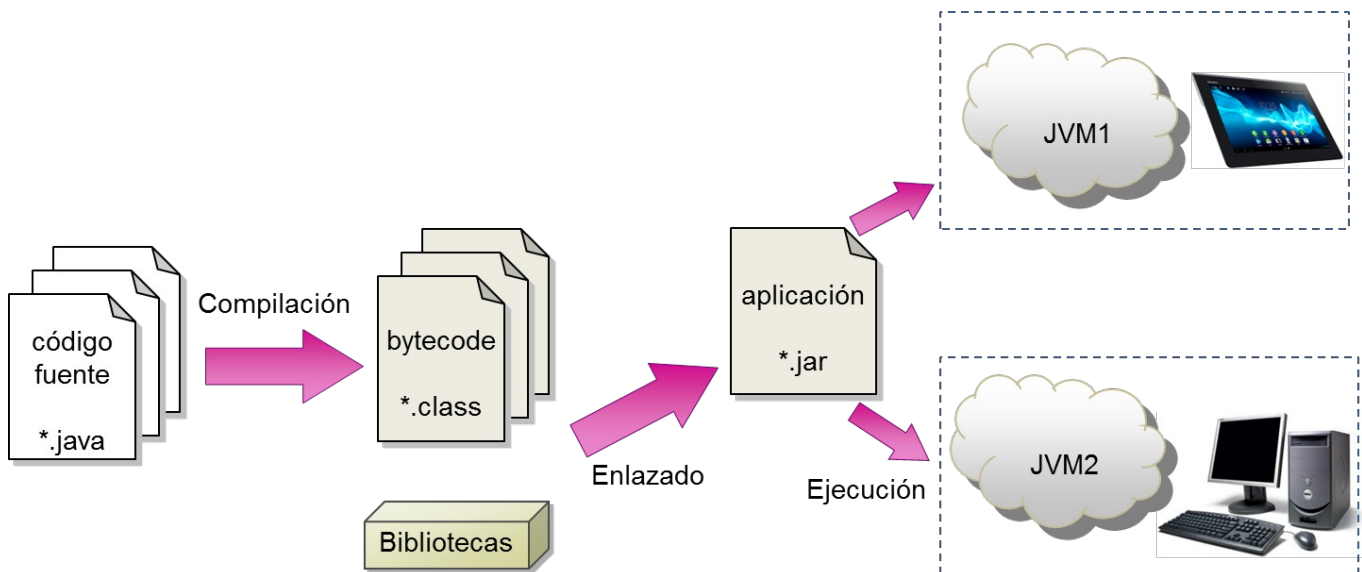 código
fuente
*.java
Compilación
bytecode
*.class
Bibliotecas
Enlazado
aplicación
*.jar
Ejecución
JVM1
JVM2